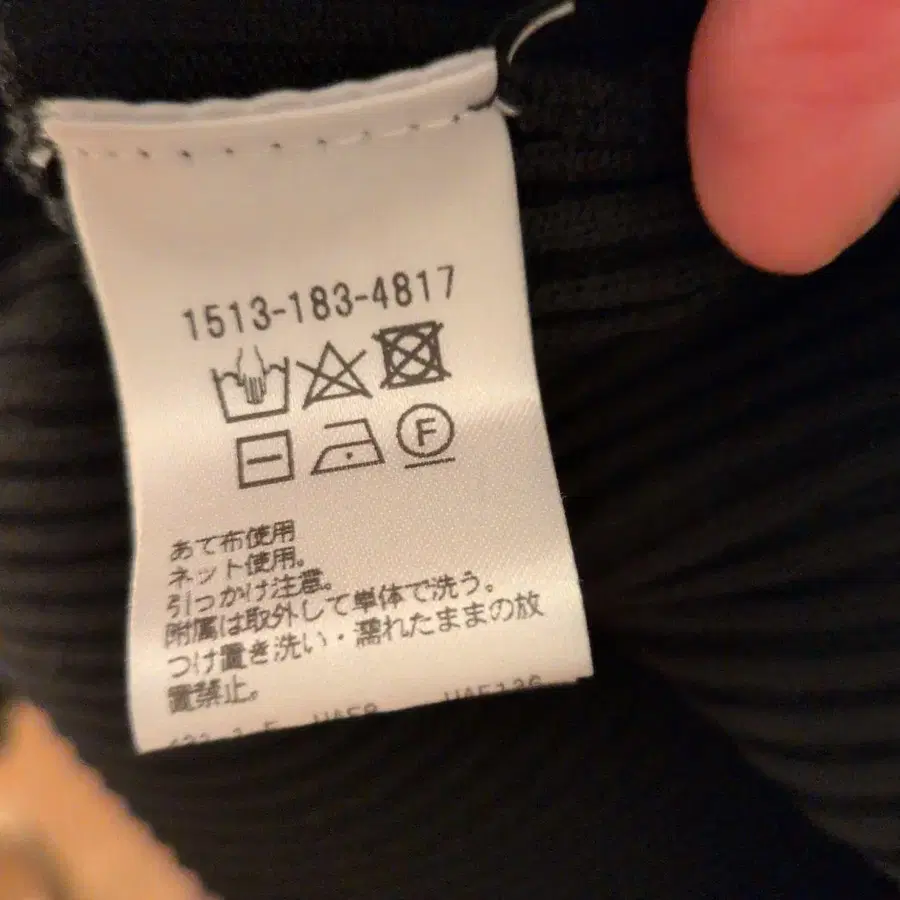 1513-183-4817
F
あて布使用
ネット使用。
引っかけ注意。
附属は取外して単体で洗う。
つけ置き洗い・濡れたままの放
置禁止。